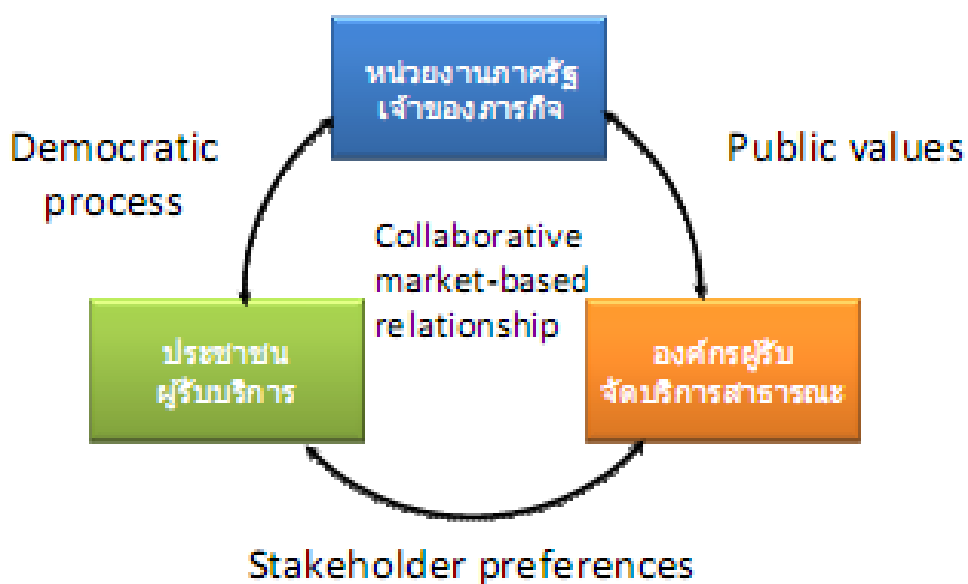 หน่วยงานภาครัฐ
เจ้าของภารกิจ
Democratic
process
Public values
Collaborative
market-based
relationship
ประชาชน
ผู้รับบริการ
องค์กรผู้รับ
จัดบริการสาธารณะ
Stakeholder preferences